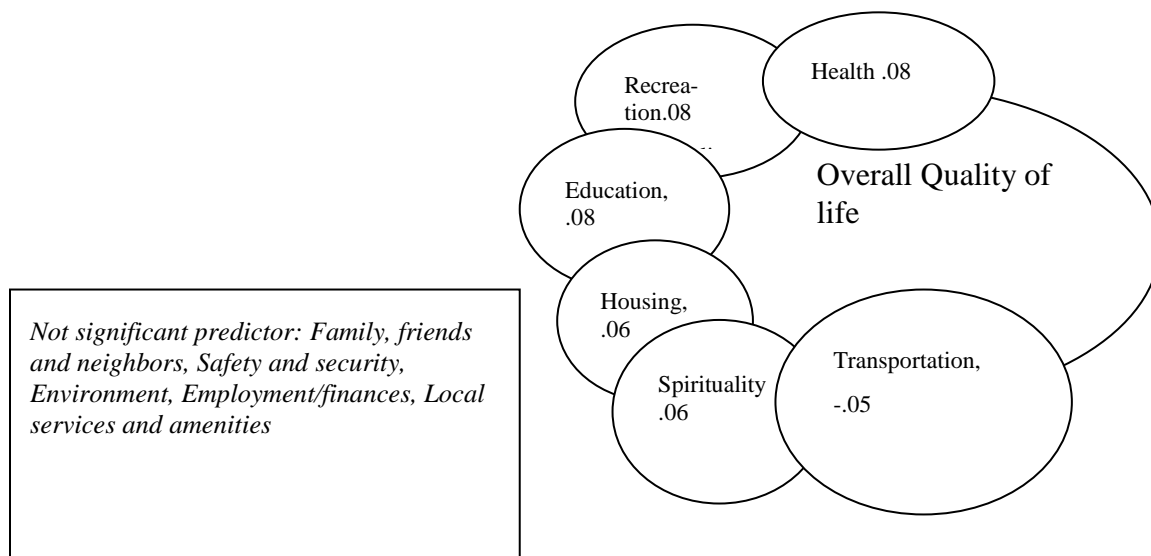 Health .08
Recrea-
tion.08
Overall Quality of
life
Education,
.08
Housing,
.06
Not significant predictor: Family, friends
and neighbors, Safety and security,
Environment, Employment/finances, Local
services and amenities
Transportation,
-.05
Spirituality
.06